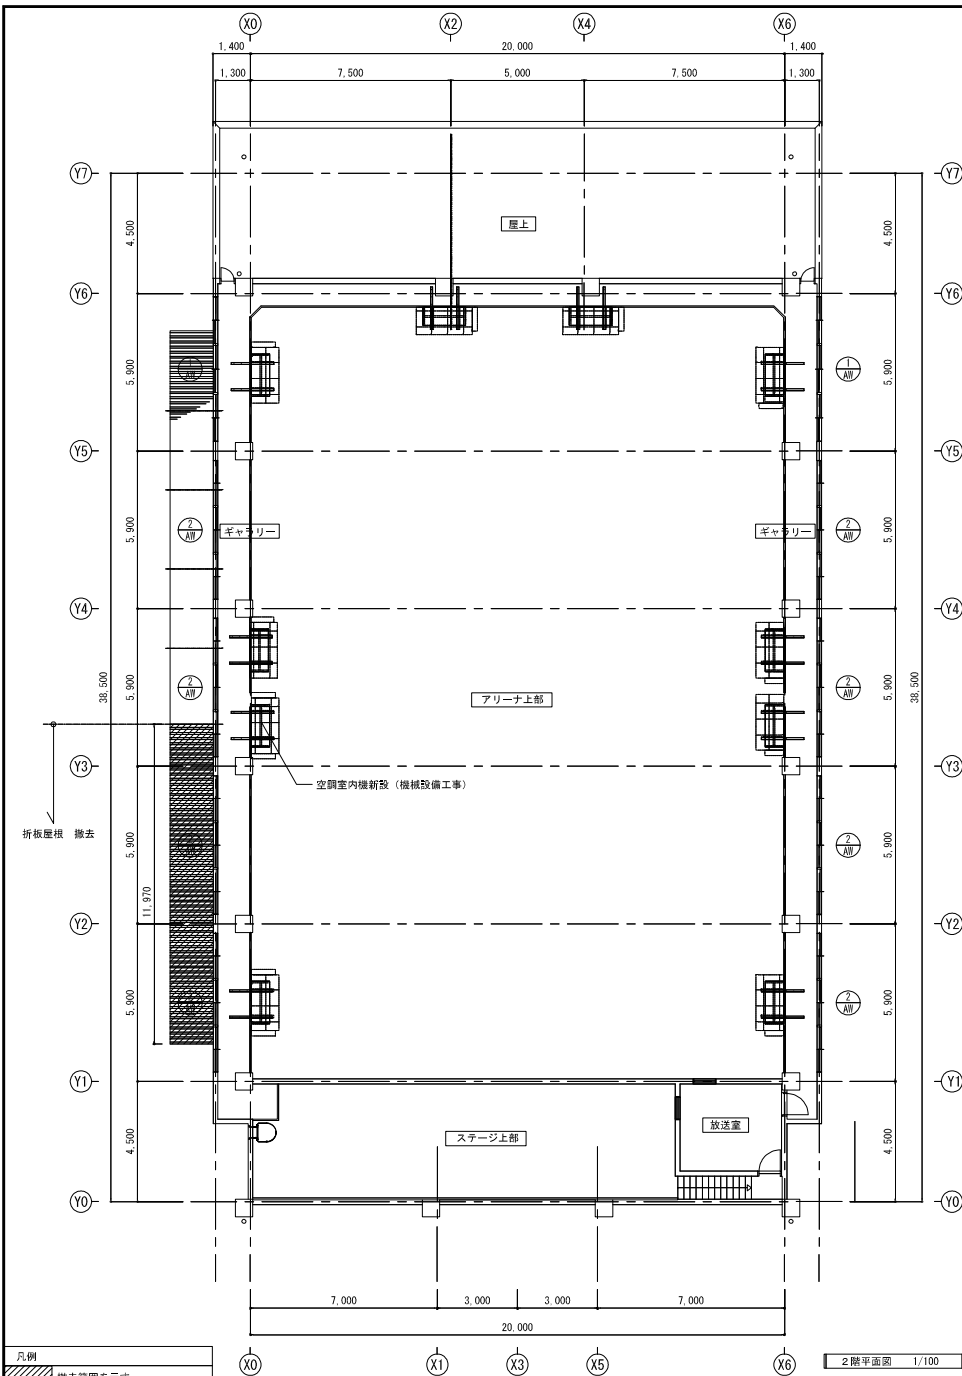 X0 X2 X4 X6
1,400 20,000 1,400
1,300 7,500 5,000 7,500 1,300
Y7 Y7
4,500 屋上 4,500
Y6 Y6
5,900 1 AW 1 AW 5,900
Y5 Y5
5,900 2 AW ギャラリー ギャラリー 2 AW 5,900
Y4 Y4
38,500 5,900 2 AW アリーナ上部 2 AW 5,900 38,500
Y3 Y3
空調室内機新設（機械設備工事）
折板屋根 撤去
5,900 2 AW 5,900
11,970
Y2 Y2
5,900 2 AW 5,900
Y1 Y1
4,500 ステージ上部 放送室 4,500
Y0 Y0
7,000 3,000 3,000 7,000
20,000
X0 X1 X3 X5 X6
凡例
2階平面図 1/100